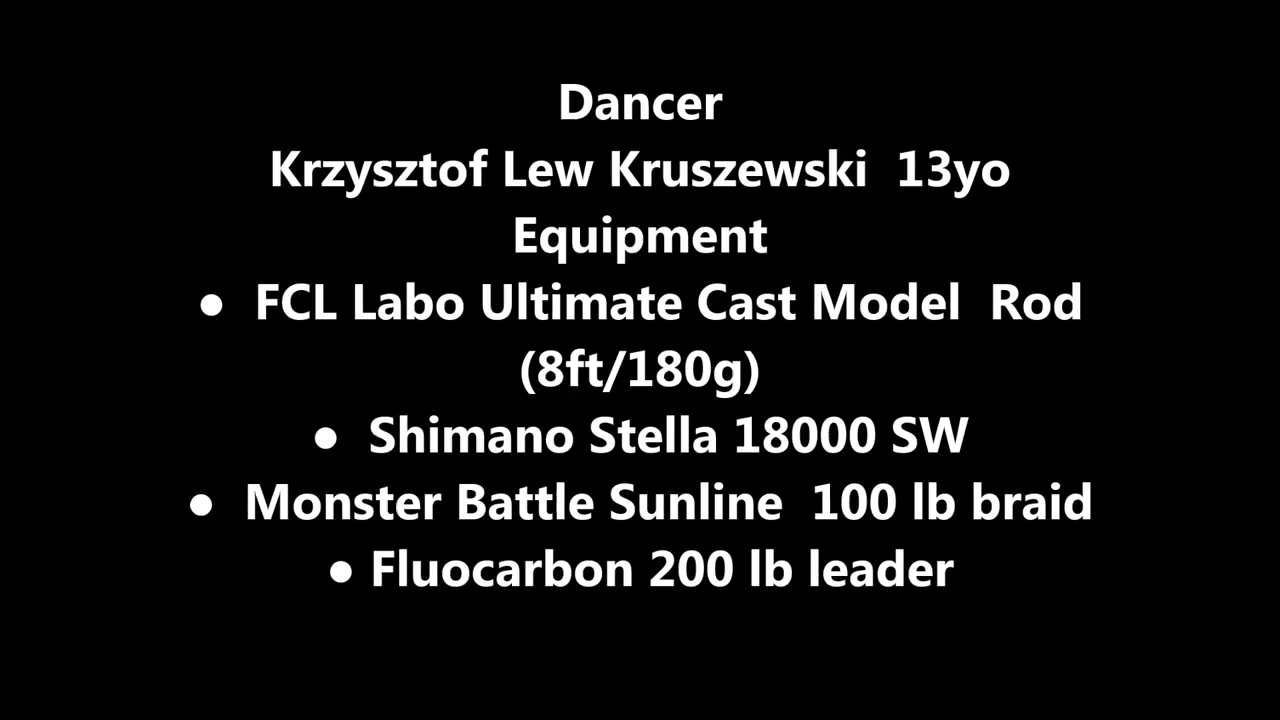 Dancer
Krzysztof Lew Kruszewski  13yo
Equipment
●  FCL Labo Ultimate Cast Model  Rod
(8ft/180g)
●  Shimano Stella 18000 SW
●  Monster Battle Sunline  100 lb braid
● Fluocarbon 200 lb leader